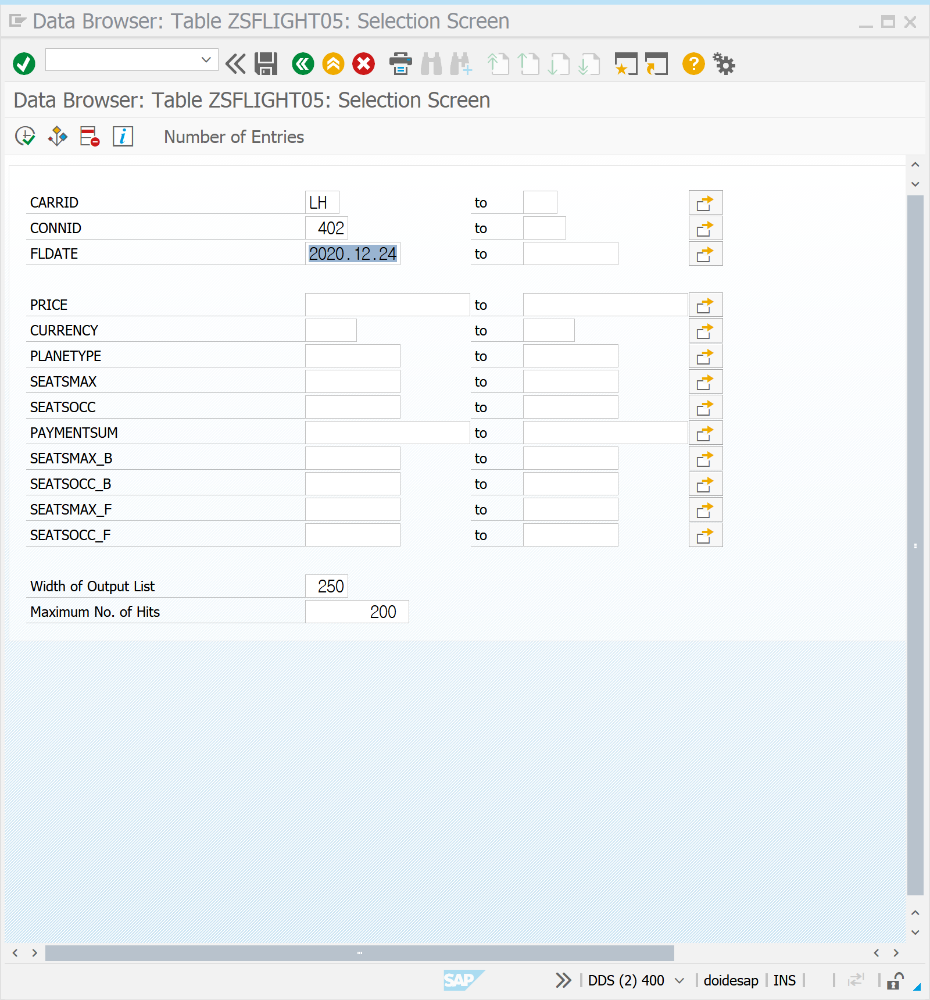 Data Browser: Table ZSFLIGHT05: Selection Screen
Data Browser: Table ZSFLIGHT05: Selection Screen
Number of Entries
CARRID LH to
CONNID 402 to
FLDATE 2020.12.24 to
PRICE to
CURRENCY to
PLANETYPE to
SEATSMAX to
SEATSOCC to
PAYMENTSUM to
SEATSMAX_B to
SEATSOCC_B to
SEATSMAX_F to
SEATSOCC_F to
Width of Output List 250
Maximum No. of Hits 200
SAP DDS (2) 400 doidesap INS